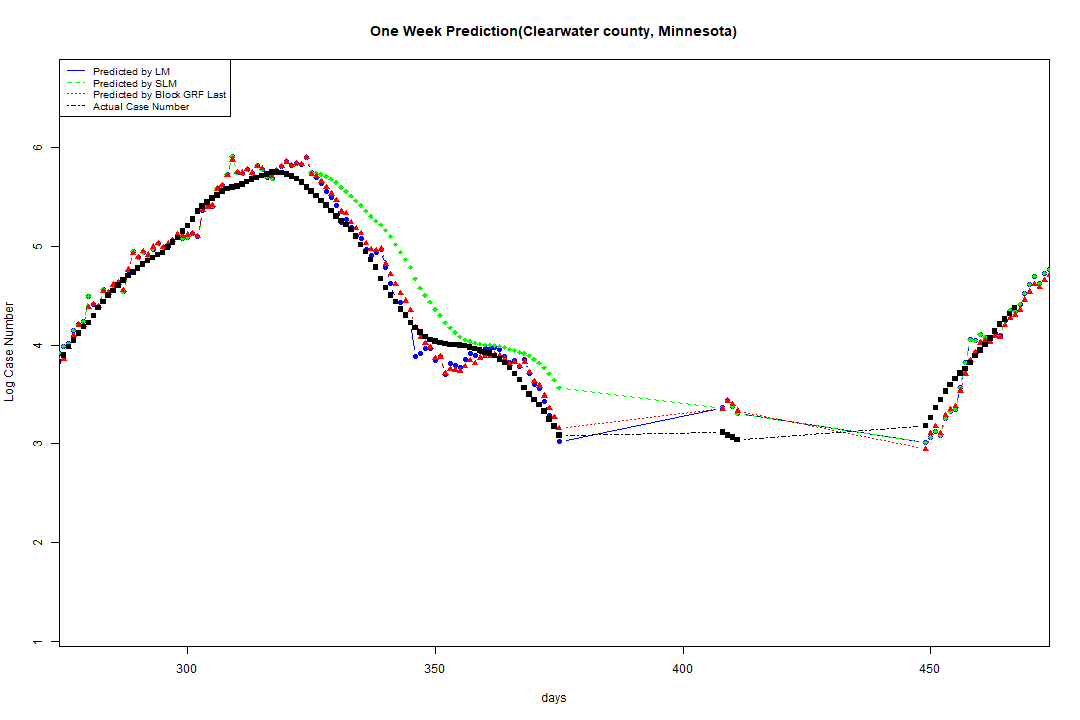 One Week Prediction(Clearwater county, Minnesota)
Predicted by LM
Predicted by SLM
Predicted by Block GRF Last
Actual Case Number
6
5
4
3
2
1
Log Case Number
300
350
400
450
days